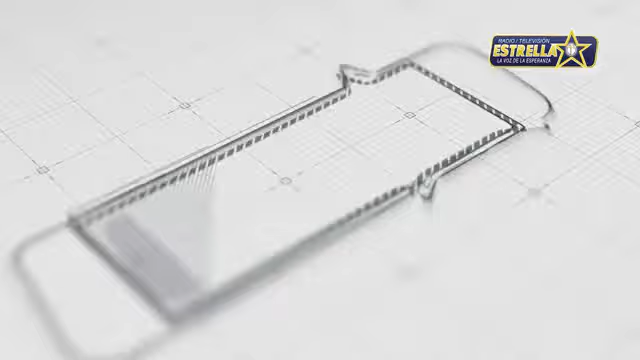 RADIO / TELEVISIÓN
ESTRELLA
LA VOZ DE LA ESPERANZA